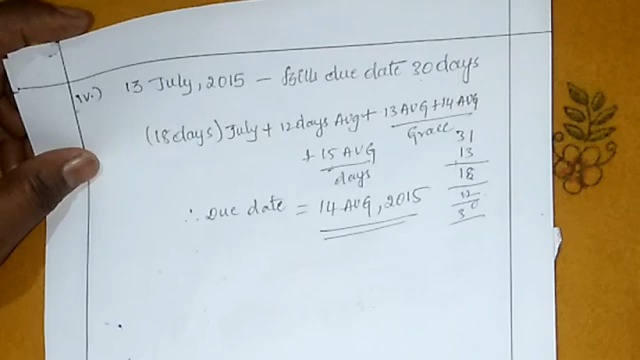 iv.) 13 July, 2015 – Bill due date 30 days
(18 days) July + 12 days Aug + 13 AUG + 14 AUG
+ 15 AUG Grace
days
31
13
18
12
30
∴ Due date = 14 AUG, 2015